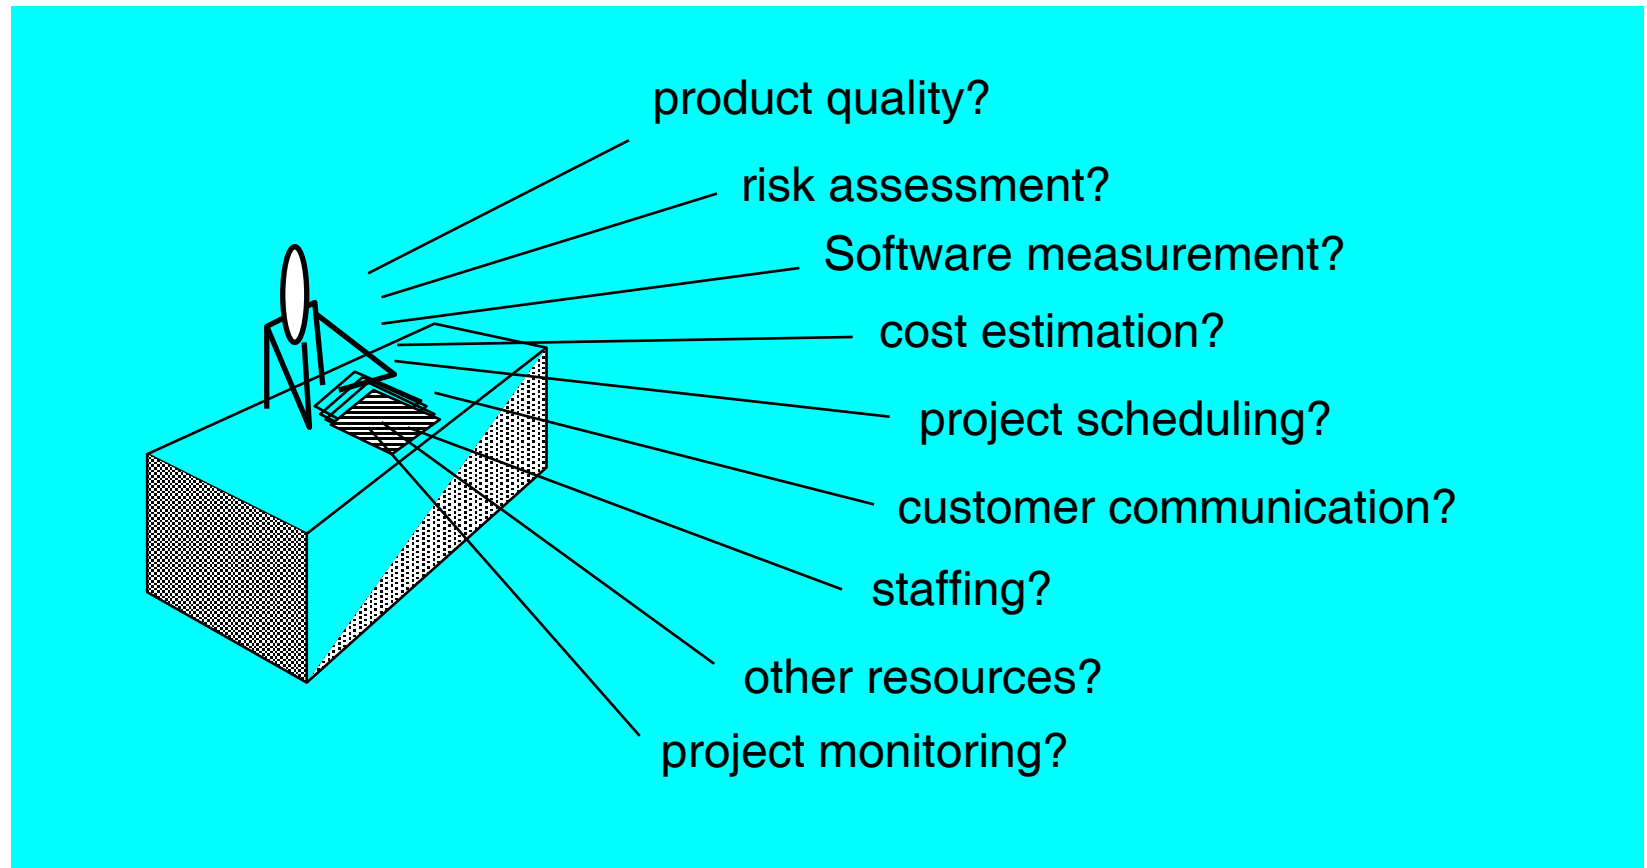 product quality?
risk assessment?
Software measurement?
cost estimation?
project scheduling?
customer communication?
staffing?
other resources?
project monitoring?